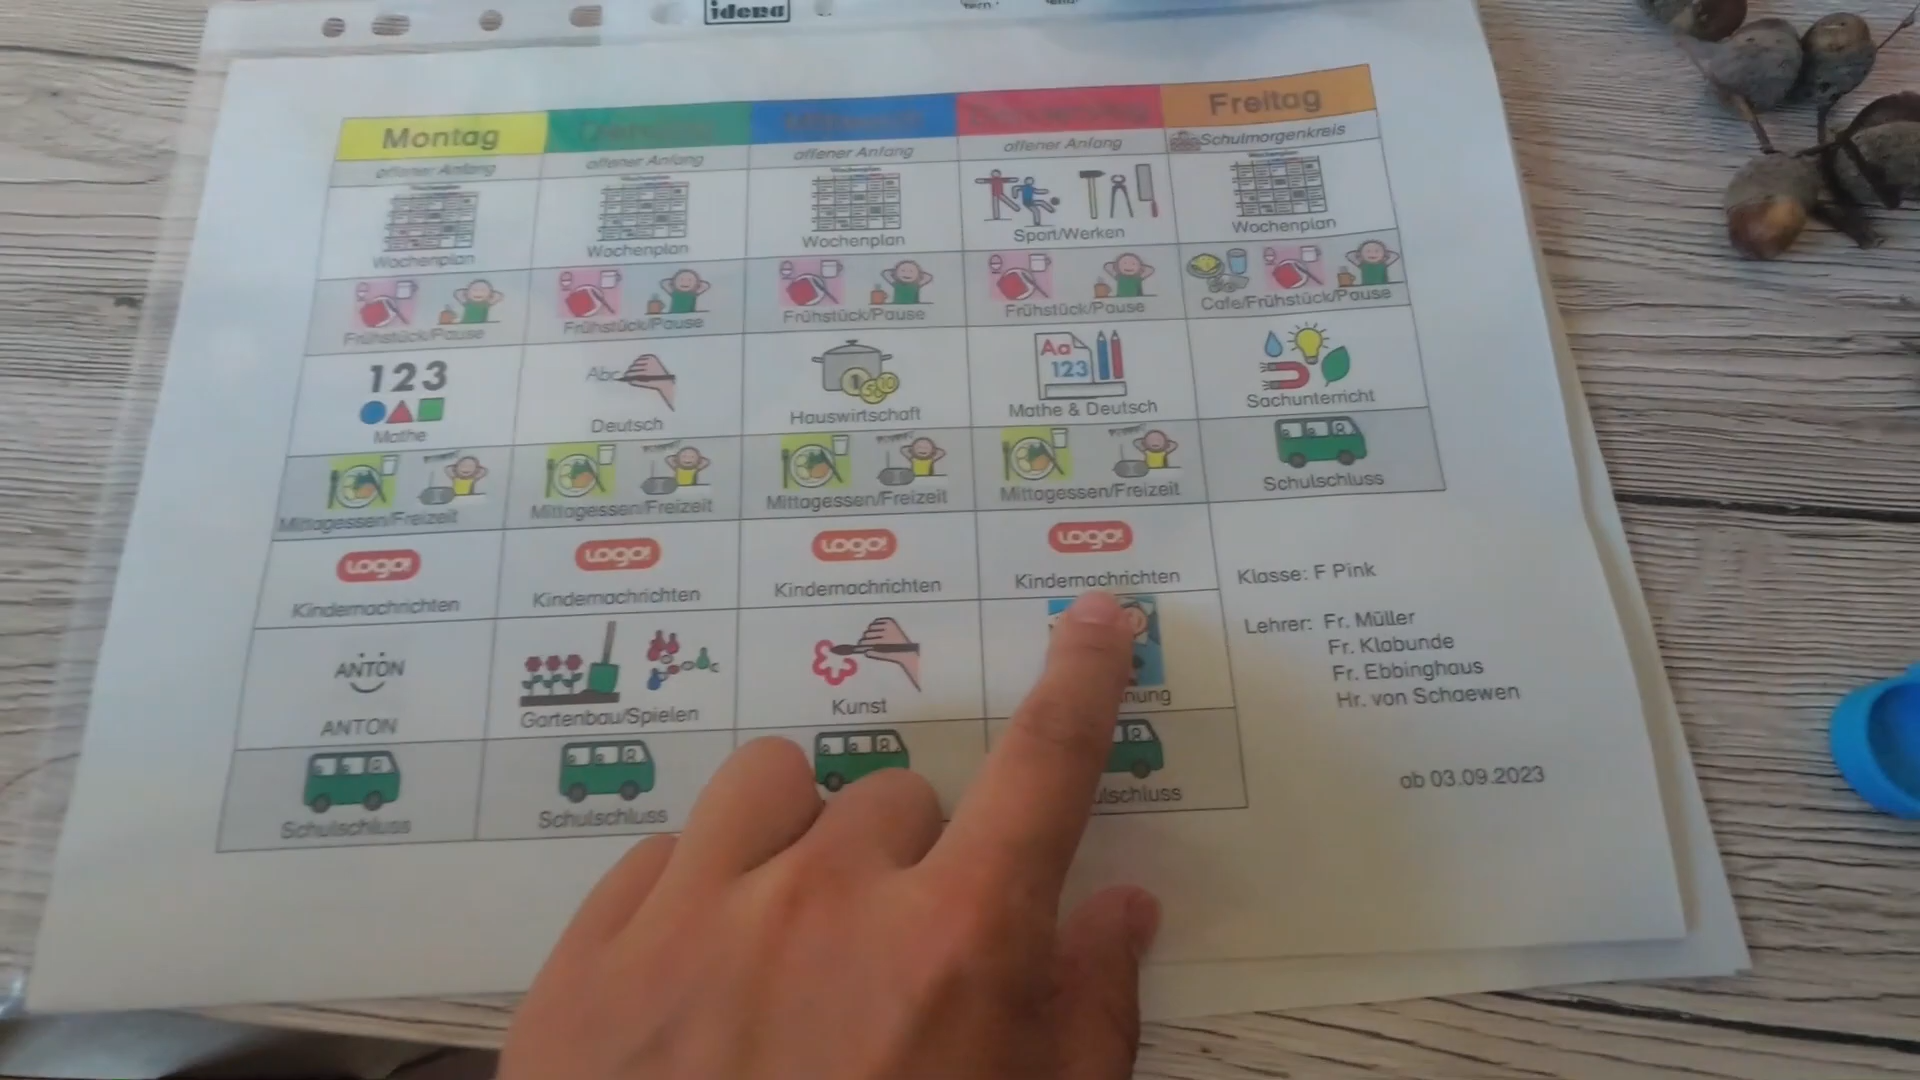 idena
Montag
Freitag
offener Anfang
offener Anfang
offener Anfang
offener Anfang
Schulmorgenkreis
Wochenplan
Wochenplan
Wochenplan
Sport/Werken
Wochenplan
Frühstück/Pause
Frühstück/Pause
Frühstück/Pause
Frühstück/Pause
Cafe/Frühstück/Pause
123
Mathe
Abc
Deutsch
Hauswirtschaft
Aa
123
Mathe & Deutsch
Sachunterricht
Mittagessen/Freizeit
Mittagessen/Freizeit
Mittagessen/Freizeit
Mittagessen/Freizeit
Schulschluss
LOGO!
Kindernachrichten
LOGO!
Kindernachrichten
LOGO!
Kindernachrichten
LOGO!
Kindernachrichten
ANTON
ANTON
Gartenbau/Spielen
Kunst
nung
Schulschluss
Schulschluss
ulschluss
Klasse: F Pink
Lehrer: Fr. Müller
Fr. Klabunde
Fr. Ebbinghaus
Hr. von Schaewen
ab 03.09.2023